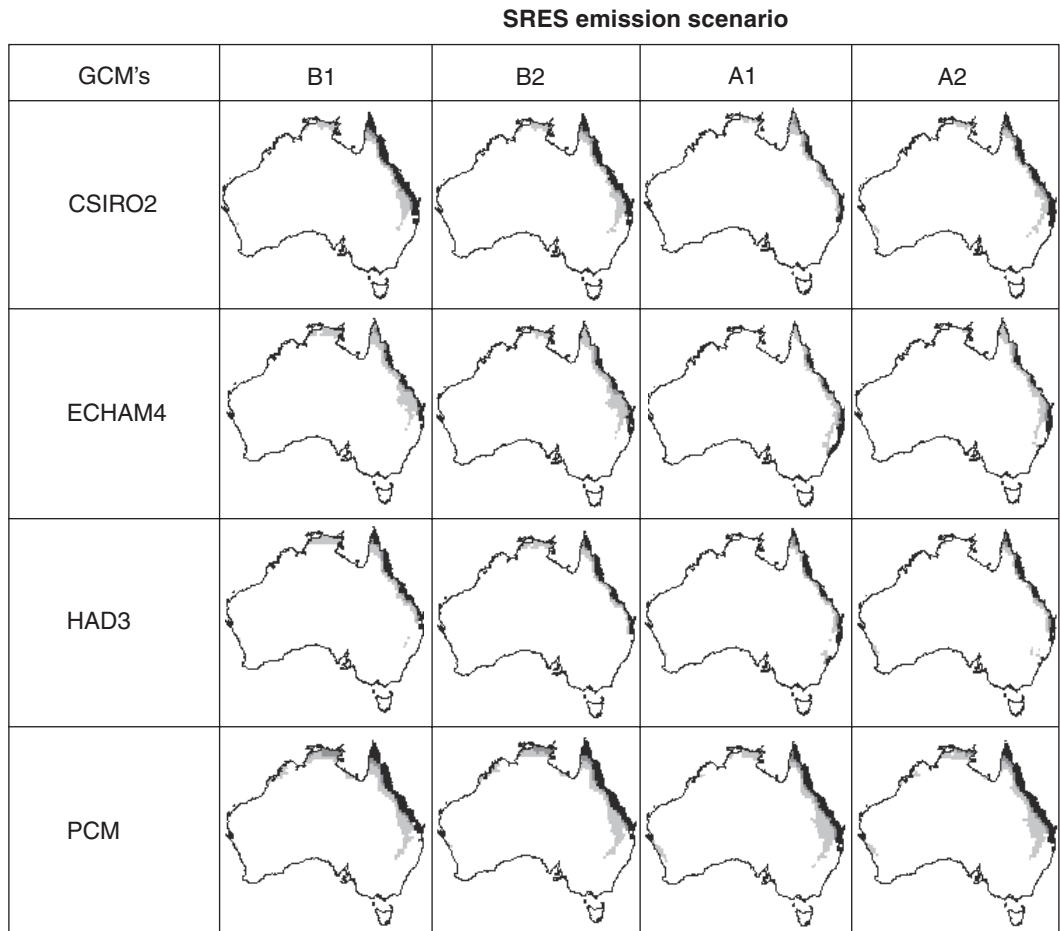 SRES emission scenario
GCM's B1 B2 A1 A2
CSIRO2
ECHAM4
HAD3
PCM